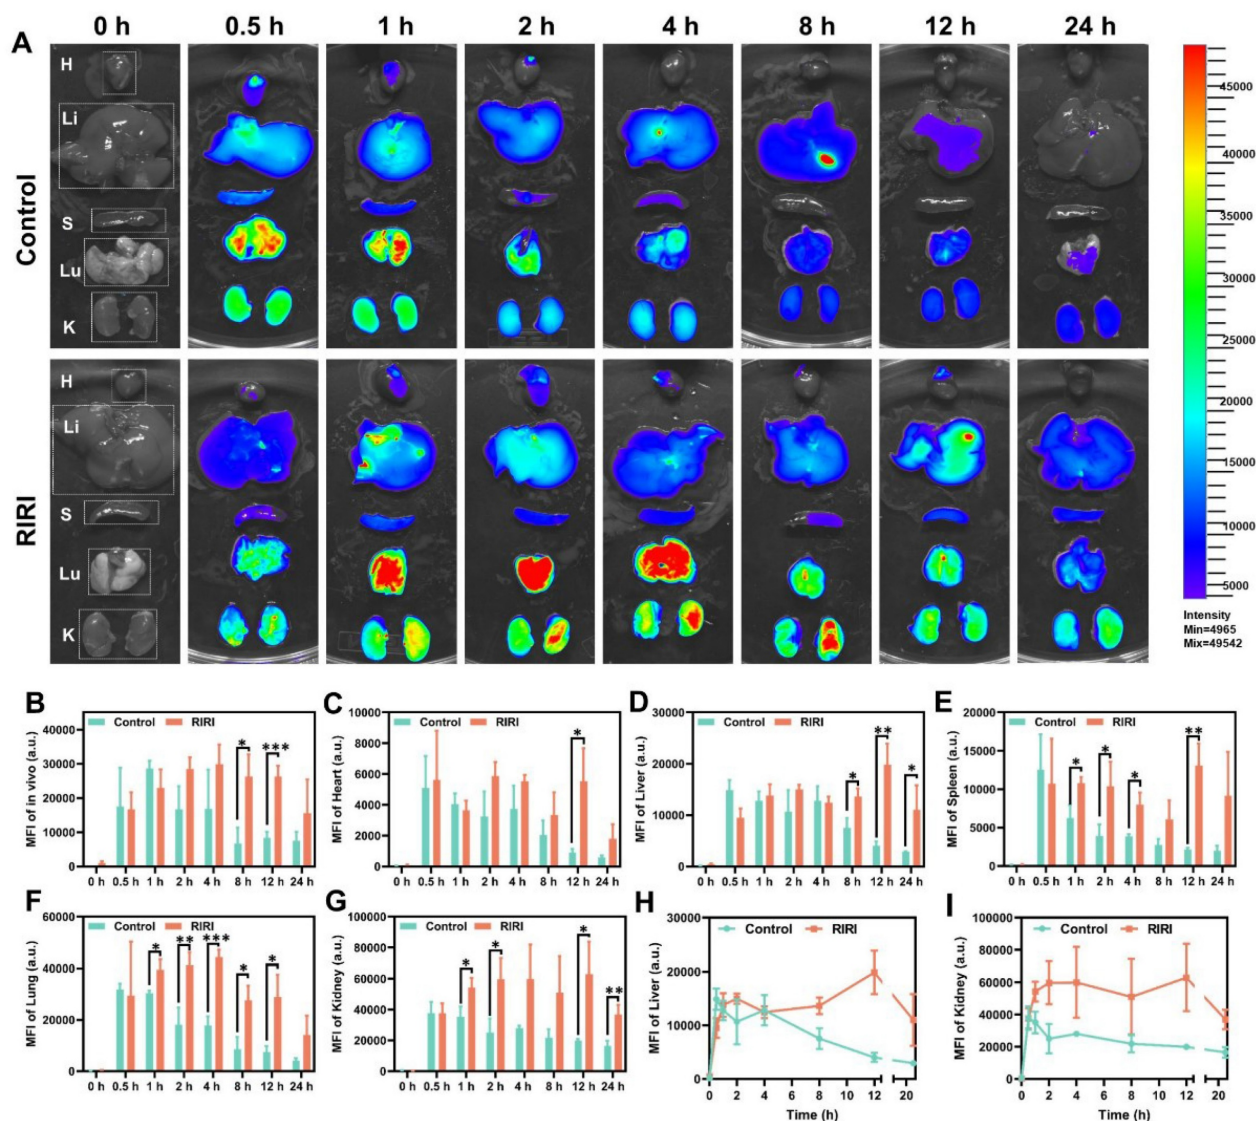 0 h 0.5 h 1 h 2 h 4 h 8 h 12 h 24 h
A
Control
H
Li
S
Lu
K
RIRI
H
Li
S
Lu
K
45000
40000
35000
30000
25000
20000
15000
10000
5000
Intensity
Min=4965
Mix=49542
B
Control RIRI
MFI of in vivo (a.u.)
40000
30000
20000
10000
0
* ***
0 h 0.5 h 1 h 2 h 4 h 8 h 12 h 24 h
C
Control RIRI
MFI of Heart (a.u.)
10000
8000
6000
4000
2000
0
*
0 h 0.5 h 1 h 2 h 4 h 8 h 12 h 24 h
D
Control RIRI
MFI of Liver (a.u.)
30000
20000
10000
0
* ** *
0 h 0.5 h 1 h 2 h 4 h 8 h 12 h 24 h
E
Control RIRI
MFI of Spleen (a.u.)
20000
15000
10000
5000
0
* * * **
0 h 0.5 h 1 h 2 h 4 h 8 h 12 h 24 h
F
Control RIRI
MFI of Lung (a.u.)
60000
40000
20000
0
* ** *** * *
0 h 0.5 h 1 h 2 h 4 h 8 h 12 h 24 h
G
Control RIRI
MFI of Kidney (a.u.)
100000
80000
60000
40000
20000
0
* * * **
0 h 0.5 h 1 h 2 h 4 h 8 h 12 h 24 h
H
Control RIRI
MFI of Liver (a.u.)
30000
20000
10000
0
0 2 4 6 8 10 12 20
Time (h)
I
Control RIRI
MFI of Kidney (a.u.)
100000
80000
60000
40000
20000
0
0 2 4 6 8 10 12 20
Time (h)